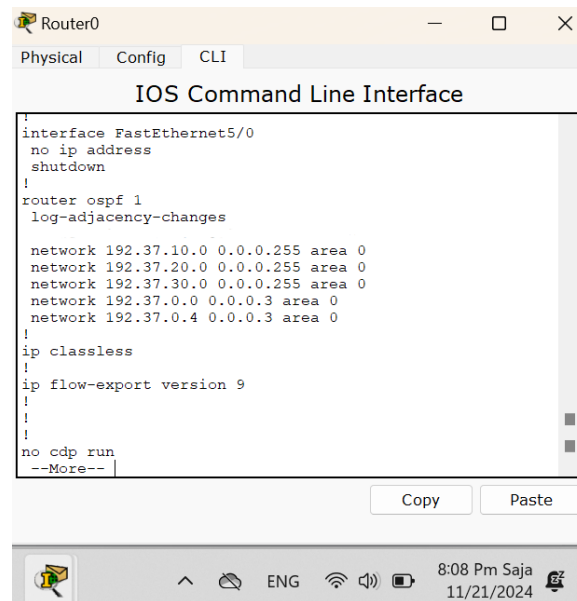 Router0
Physical Config CLI
IOS Command Line Interface
!
interface FastEthernet5/0
no ip address
shutdown
!
router ospf 1
log-adjacency-changes
network 192.37.10.0 0.0.0.255 area 0
network 192.37.20.0 0.0.0.255 area 0
network 192.37.30.0 0.0.0.255 area 0
network 192.37.0.0 0.0.0.3 area 0
network 192.37.0.4 0.0.0.3 area 0
!
ip classless
!
ip flow-export version 9
!
!
!
no cdp run
--More--
Copy Paste
ENG 8:08 Pm Saja
11/21/2024